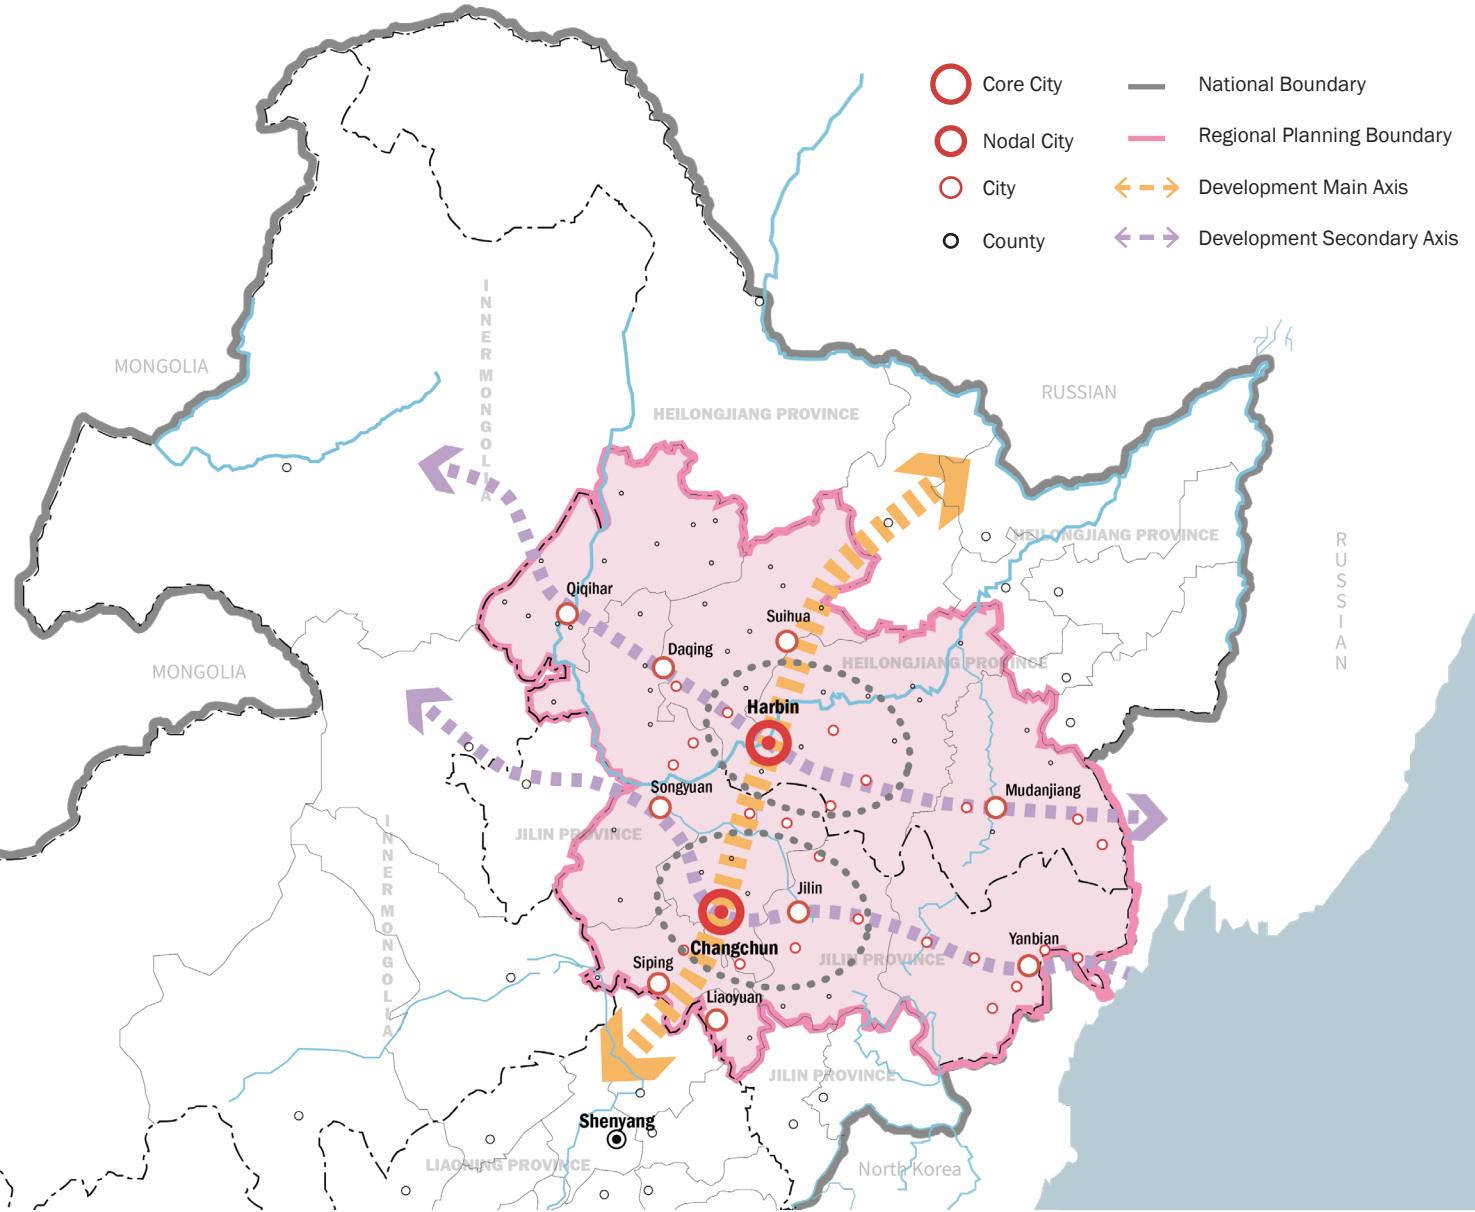 Core City
National Boundary
Nodal City
Regional Planning Boundary
City
Development Main Axis
County
Development Secondary Axis
INNER MONGOLIA
MONGOLIA
RUSSIAN
HEILONGJIANG PROVINCE
HEILONGJIANG PROVINCE
RUSSIAN
Qiqihar
Suihua
Daqing
HEILONGJIANG PROVINCE
MONGOLIA
Harbin
Songyuan
Mudanjiang
JILIN PROVINCE
INNER MONGOLIA
Jilin
Yanbian
Changchun
JILIN PROVINCE
Siping
Liaoyuan
JILIN PROVINCE
Shenyang
LIAONING PROVINCE
North Korea